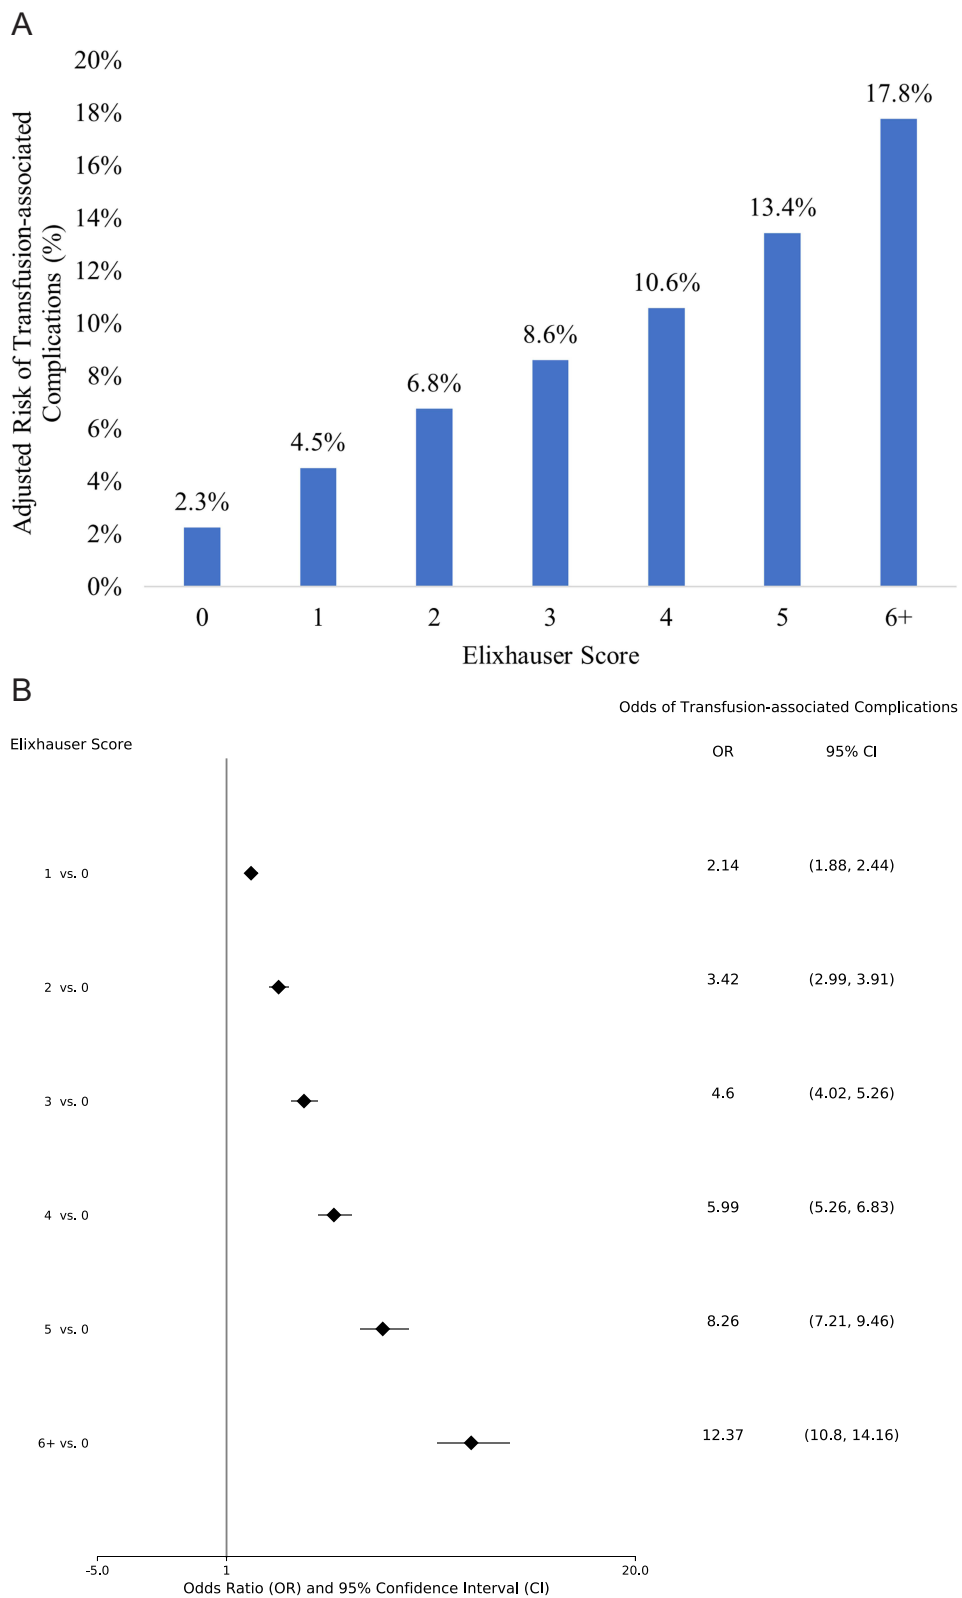 A
Adjusted Risk of Transfusion-associated
Complications (%)
20%
18%
16%
14%
12%
10%
8%
6%
4%
2%
0%
2.3%
4.5%
6.8%
8.6%
10.6%
13.4%
17.8%
0 1 2 3 4 5 6+
Elixhauser Score
B
Odds of Transfusion-associated Complications
Elixhauser Score
OR 95% CI
1 vs. 0 2.14 (1.88, 2.44)
2 vs. 0 3.42 (2.99, 3.91)
3 vs. 0 4.6 (4.02, 5.26)
4 vs. 0 5.99 (5.26, 6.83)
5 vs. 0 8.26 (7.21, 9.46)
6+ vs. 0 12.37 (10.8, 14.16)
-5.0 1 20.0
Odds Ratio (OR) and 95% Confidence Interval (CI)